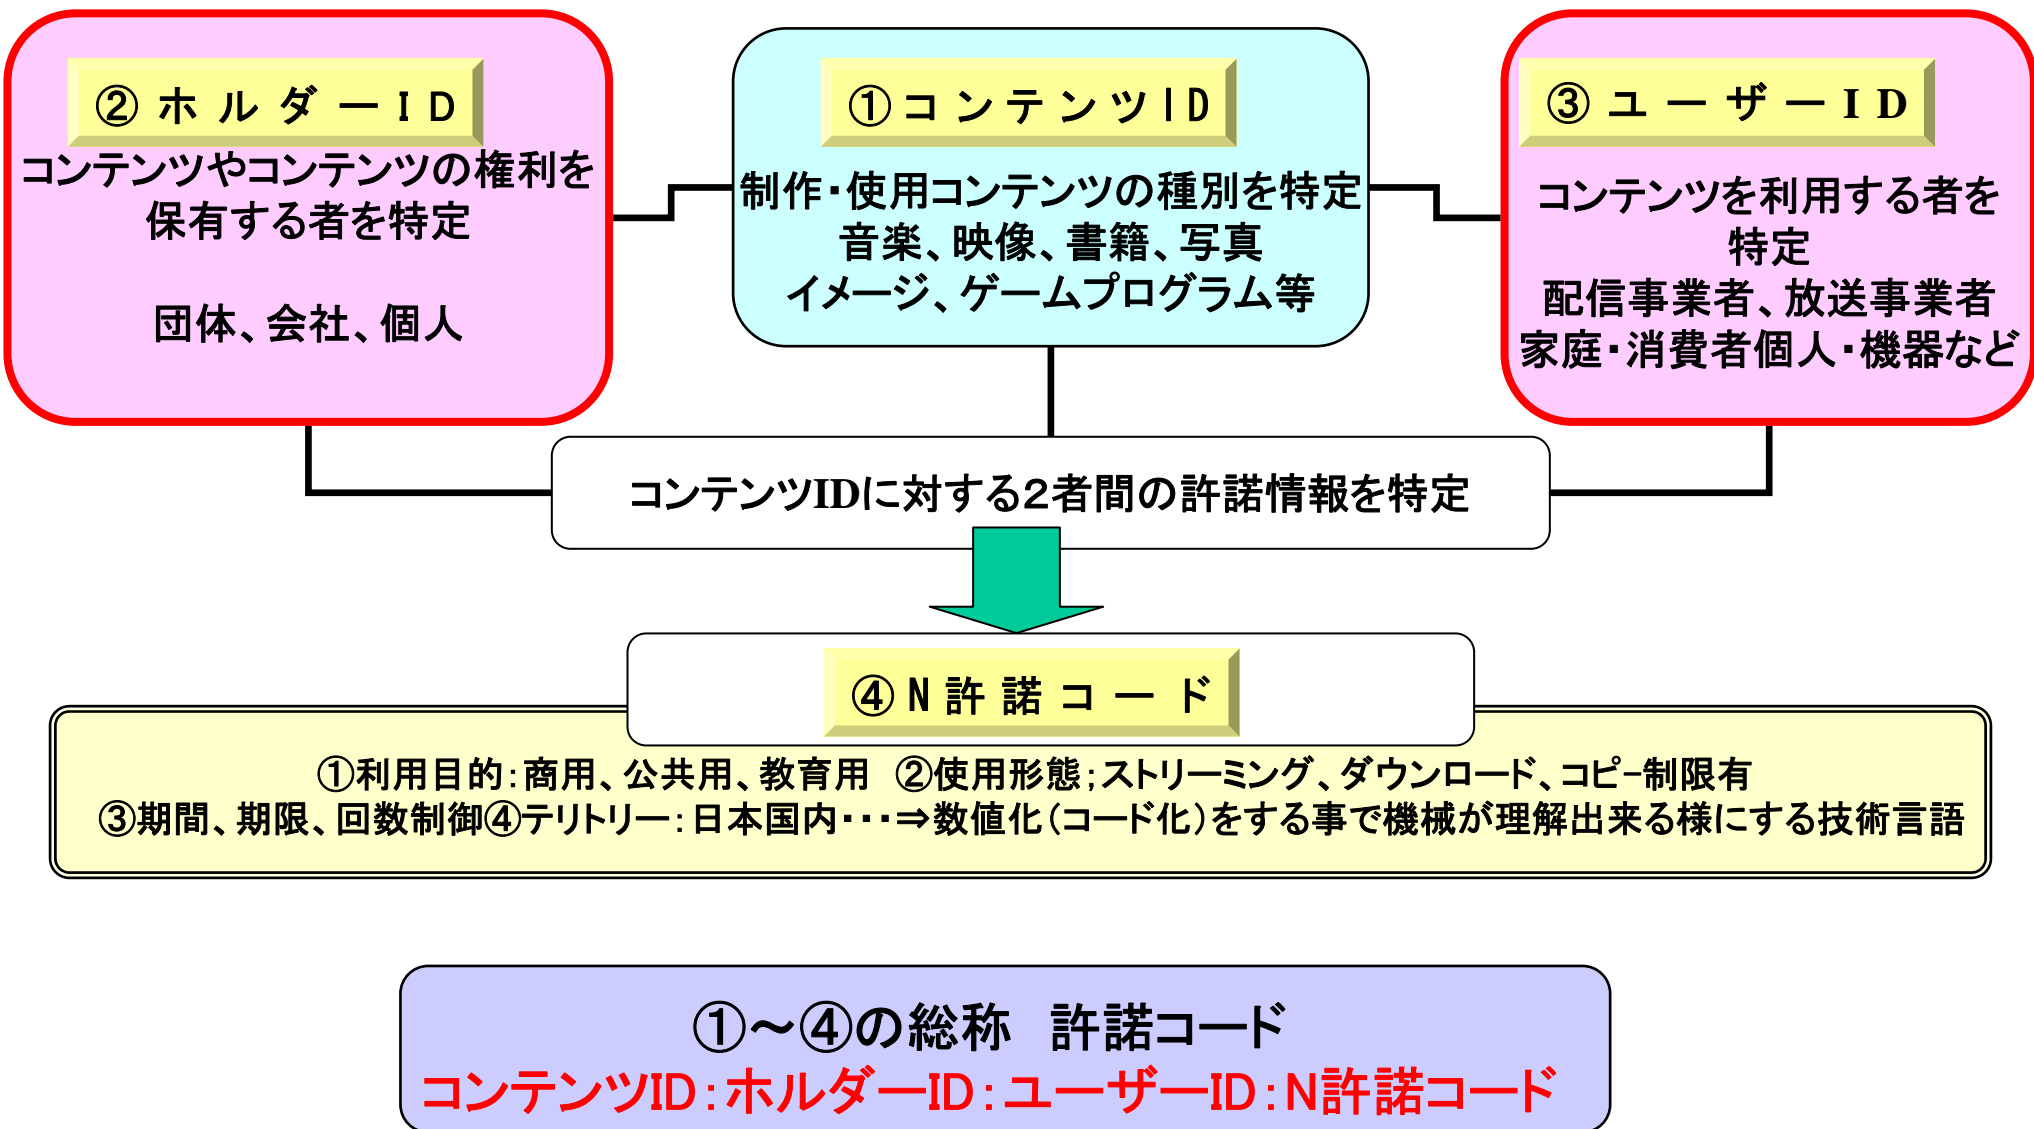 ②ホルダーID
コンテンツやコンテンツの権利を
保有する者を特定
団体、会社、個人
①コンテンツID
制作・使用コンテンツの種別を特定
音楽、映像、書籍、写真
イメージ、ゲームプログラム等
③ユーザーID
コンテンツを利用する者を
特定
配信事業者、放送事業者
家庭・消費者個人・機器など
コンテンツIDに対する2者間の許諾情報を特定
④N許諾コード
①利用目的:商用、公共用、教育用 ②使用形態;ストリーミング、ダウンロード、コピ-制限有
③期間、期限、回数制御④テリトリー:日本国内・・・⇒数値化(コード化)をする事で機械が理解出来る様にする技術言語
①~④の総称 許諾コード
コンテンツID:ホルダーID:ユーザーID:N許諾コード